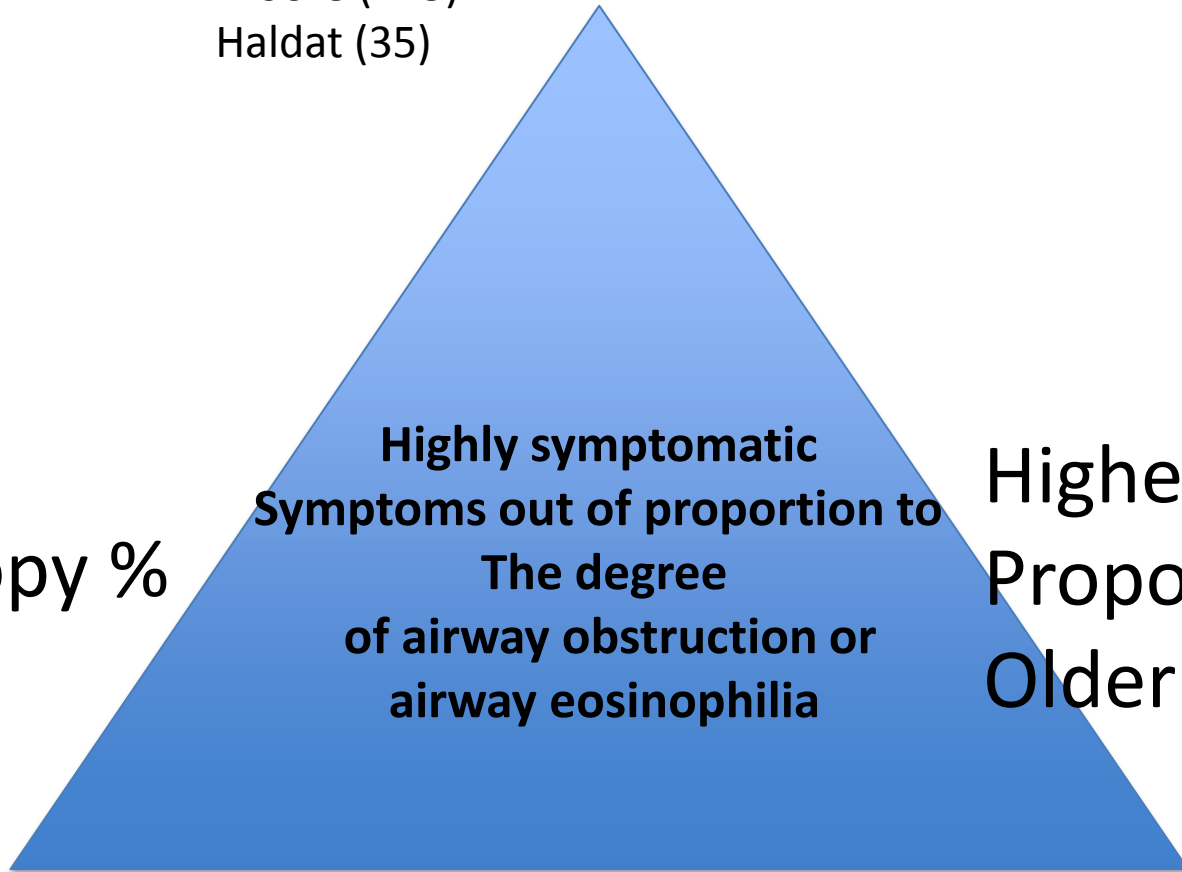 Haldat (35)
Highly symptomatic
Symptoms out of proportion to
The degree
of airway obstruction or
airway eosinophilia
%
Older